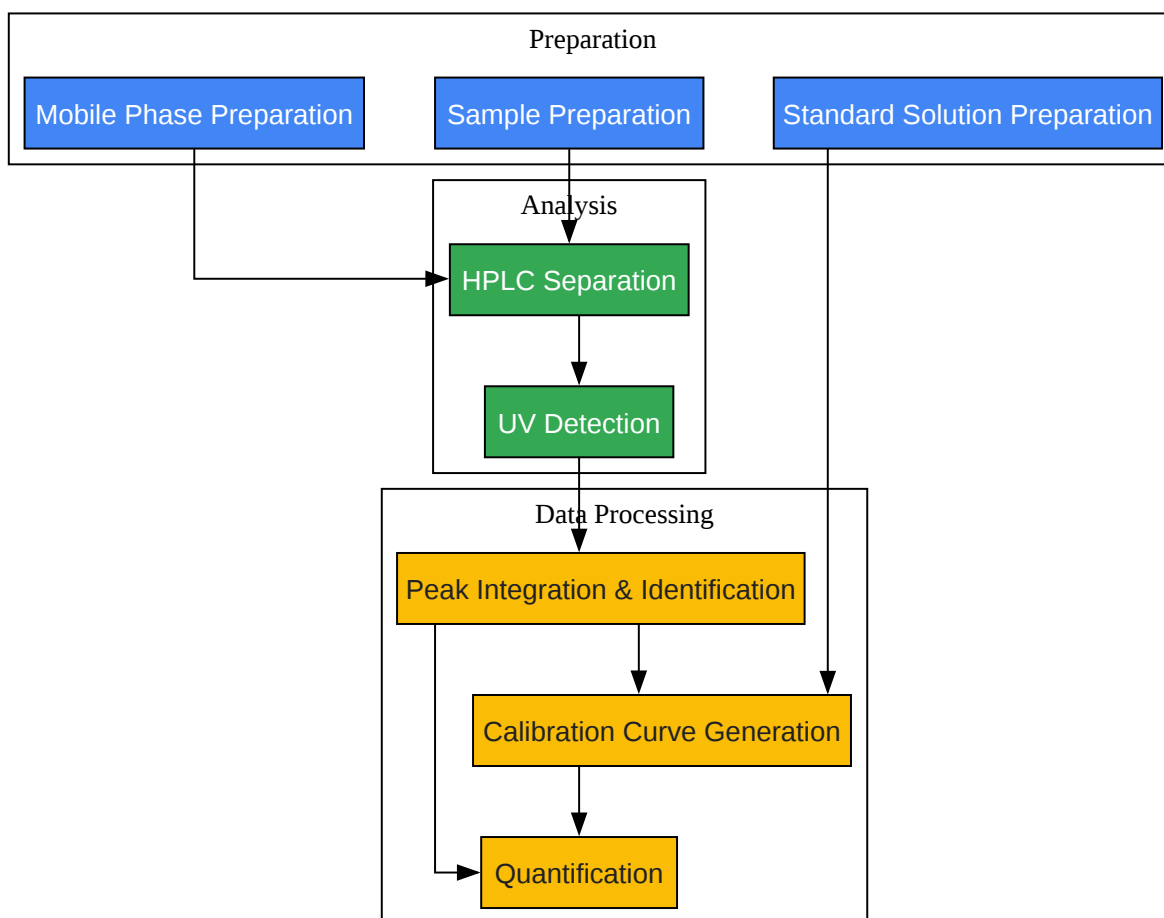 Preparation
Mobile Phase Preparation
Sample Preparation
Standard Solution Preparation
Analysis
HPLC Separation
UV Detection
Data Processing
Peak Integration & Identification
Calibration Curve Generation
Quantification